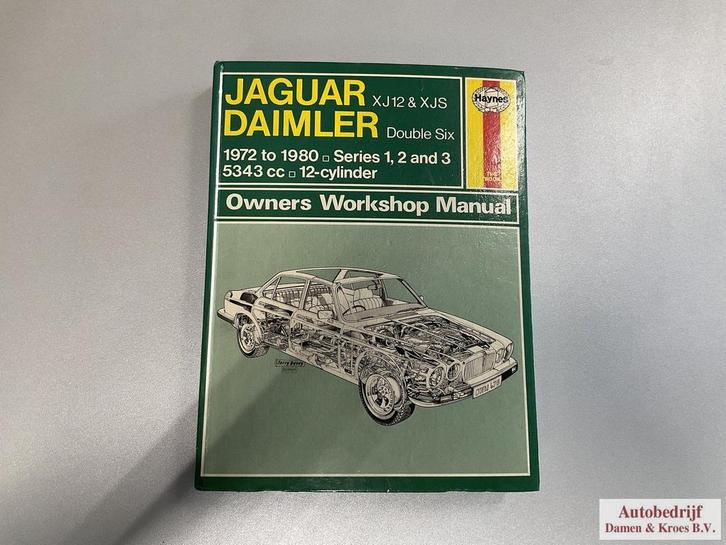 JAGUAR XJ12 & XJS
DAIMLER Double Six
1972 to 1980 □ Series 1, 2 and 3
5343 cc □ 12-cylinder
Haynes
Owners Workshop Manual
Autobedrijf
Damen & Kroes B.V.